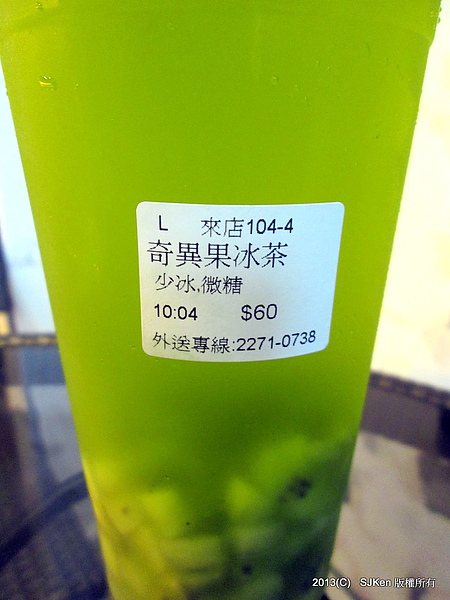 L 來店104-4
奇異果冰茶
少冰,微糖
10:04 $60
外送專線:2271-0738
2013(C) SJKen 版權所有